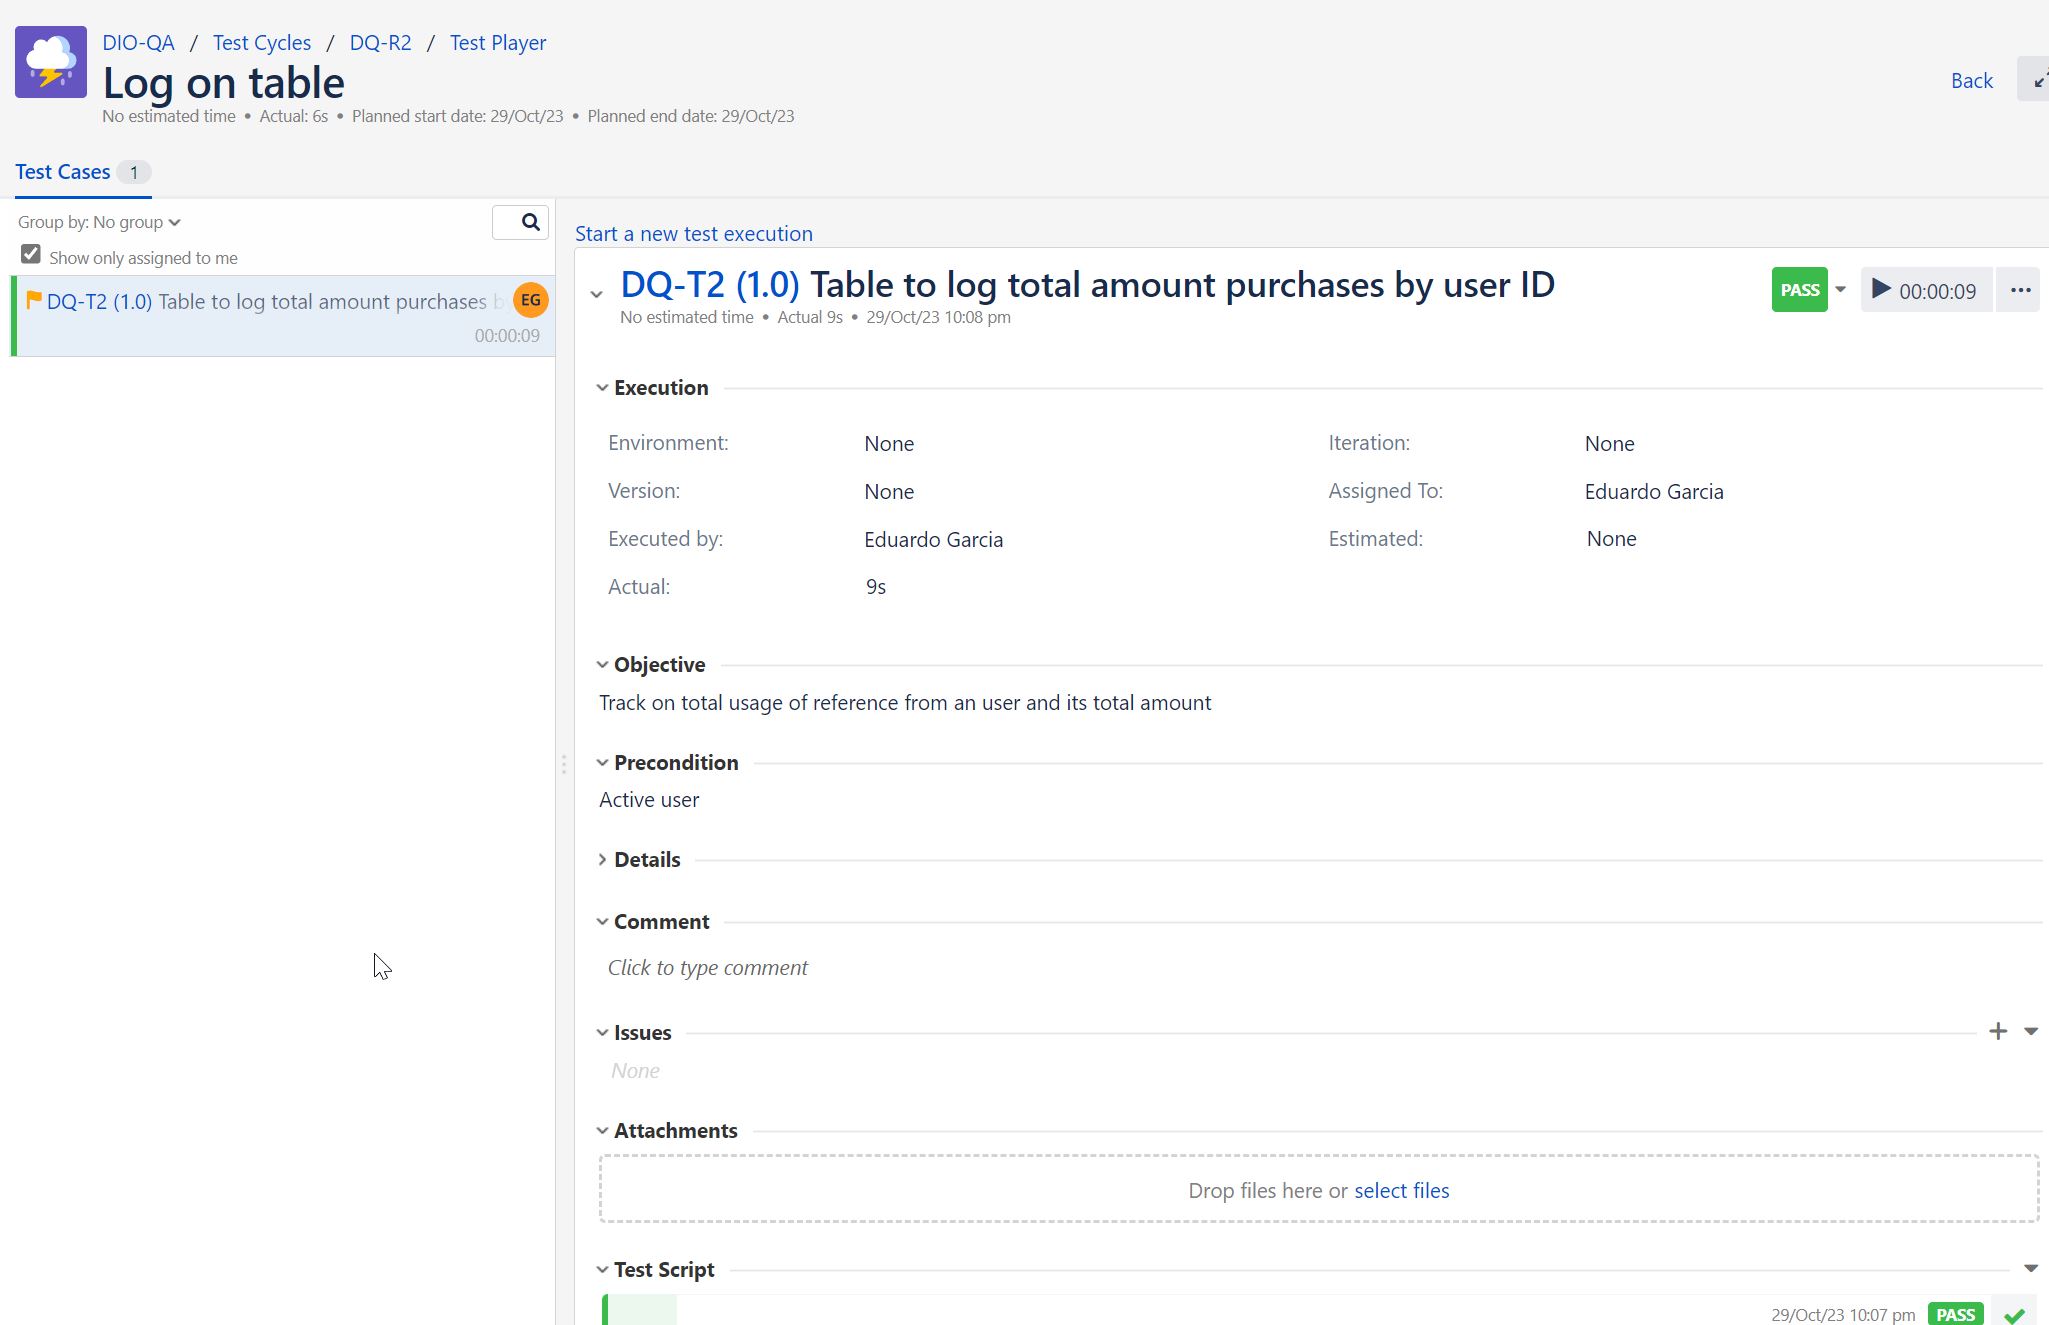 DIO-QA / Test Cycles / DQ-R2 / Test Player
Log on table
No estimated time • Actual: 6s • Planned start date: 29/Oct/23 • Planned end date: 29/Oct/23
Back
Test Cases 1
Group by: No group
Show only assigned to me
DQ-T2 (1.0) Table to log total amount purchases b
EG
00:00:09
Start a new test execution
DQ-T2 (1.0) Table to log total amount purchases by user ID
PASS
00:00:09
No estimated time • Actual 9s • 29/Oct/23 10:08 pm
Execution
Environment: None
Iteration: None
Version: None
Assigned To: Eduardo Garcia
Executed by: Eduardo Garcia
Estimated: None
Actual: 9s
Objective
Track on total usage of reference from an user and its total amount
Precondition
Active user
Details
Comment
Click to type comment
Issues
None
Attachments
Drop files here or select files
Test Script
29/Oct/23 10:07 pm PASS